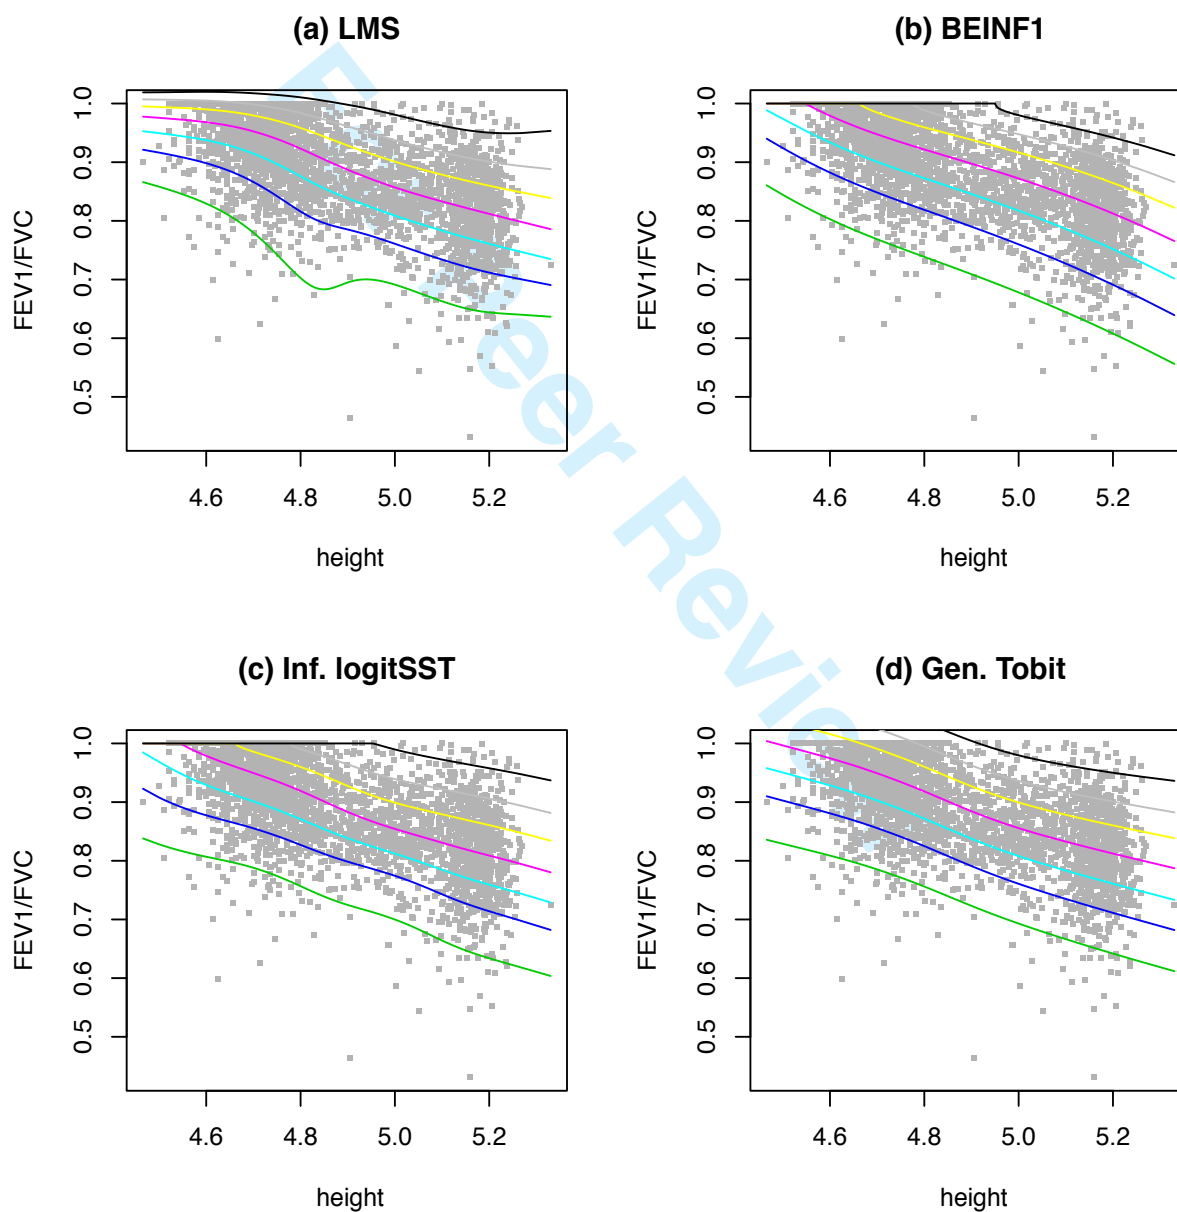 (a) LMS
(b) BEINF1
FEV1/FVC
0.5 0.6 0.7 0.8 0.9 1.0
4.6 4.8 5.0 5.2
height
FEV1/FVC
0.5 0.6 0.7 0.8 0.9 1.0
4.6 4.8 5.0 5.2
height
(c) Inf. logitSST
(d) Gen. Tobit
FEV1/FVC
0.5 0.6 0.7 0.8 0.9 1.0
4.6 4.8 5.0 5.2
height
FEV1/FVC
0.5 0.6 0.7 0.8 0.9 1.0
4.6 4.8 5.0 5.2
height
For Peer Review